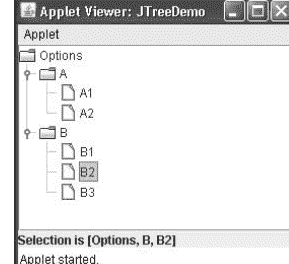 Applet Viewer: JTreeDemo
Applet
Options
A
A1
A2
B
B1
B2
B3
Selection is [Options, B, B2]
Applet started.